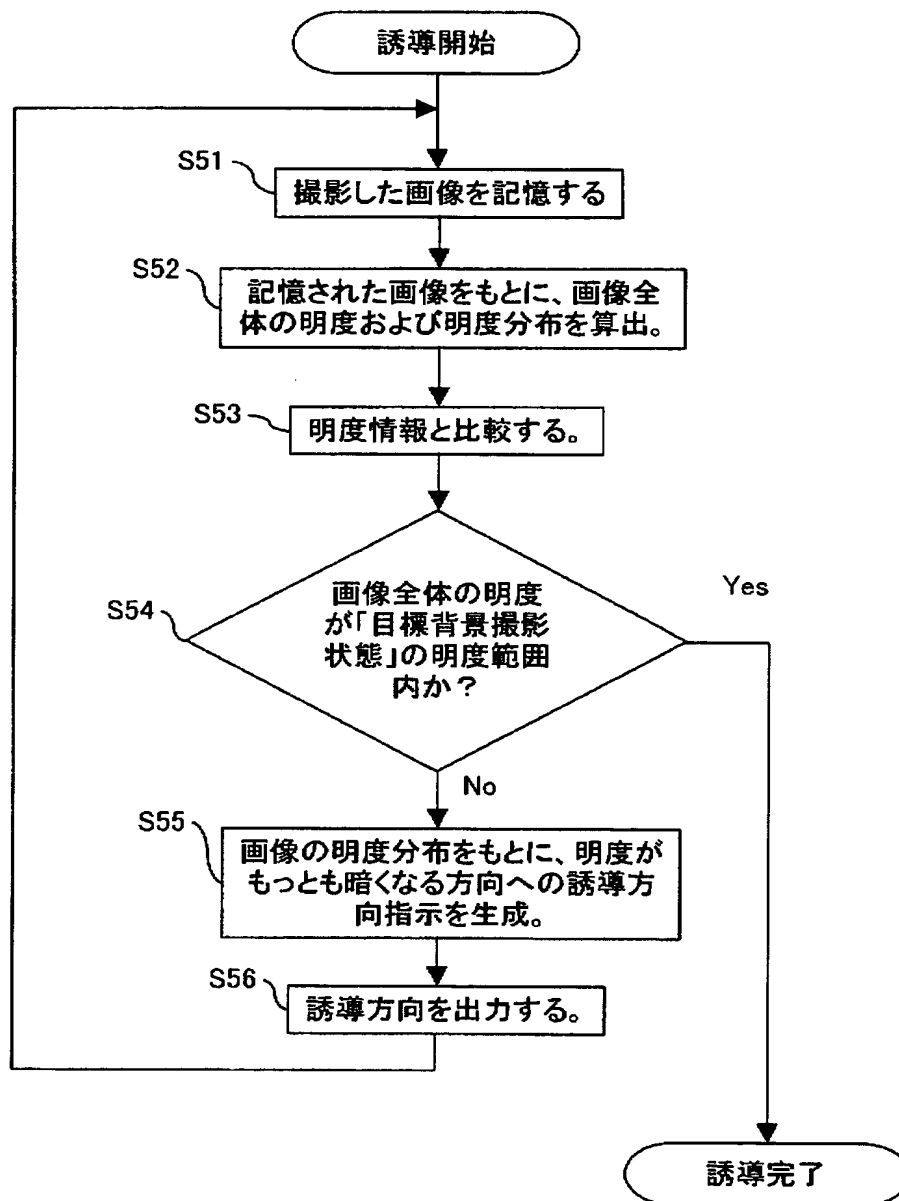 誘導開始
S51
撮影した画像を記憶する
S52
記憶された画像をもとに、画像全
体の明度および明度分布を算出。
S53
明度情報と比較する。
S54
画像全体の明度
が「目標背景撮影
状態」の明度範囲
内か？
Yes
No
S55
画像の明度分布をもとに、明度が
もっとも暗くなる方向への誘導方
向指示を生成。
S56
誘導方向を出力する。
誘導完了